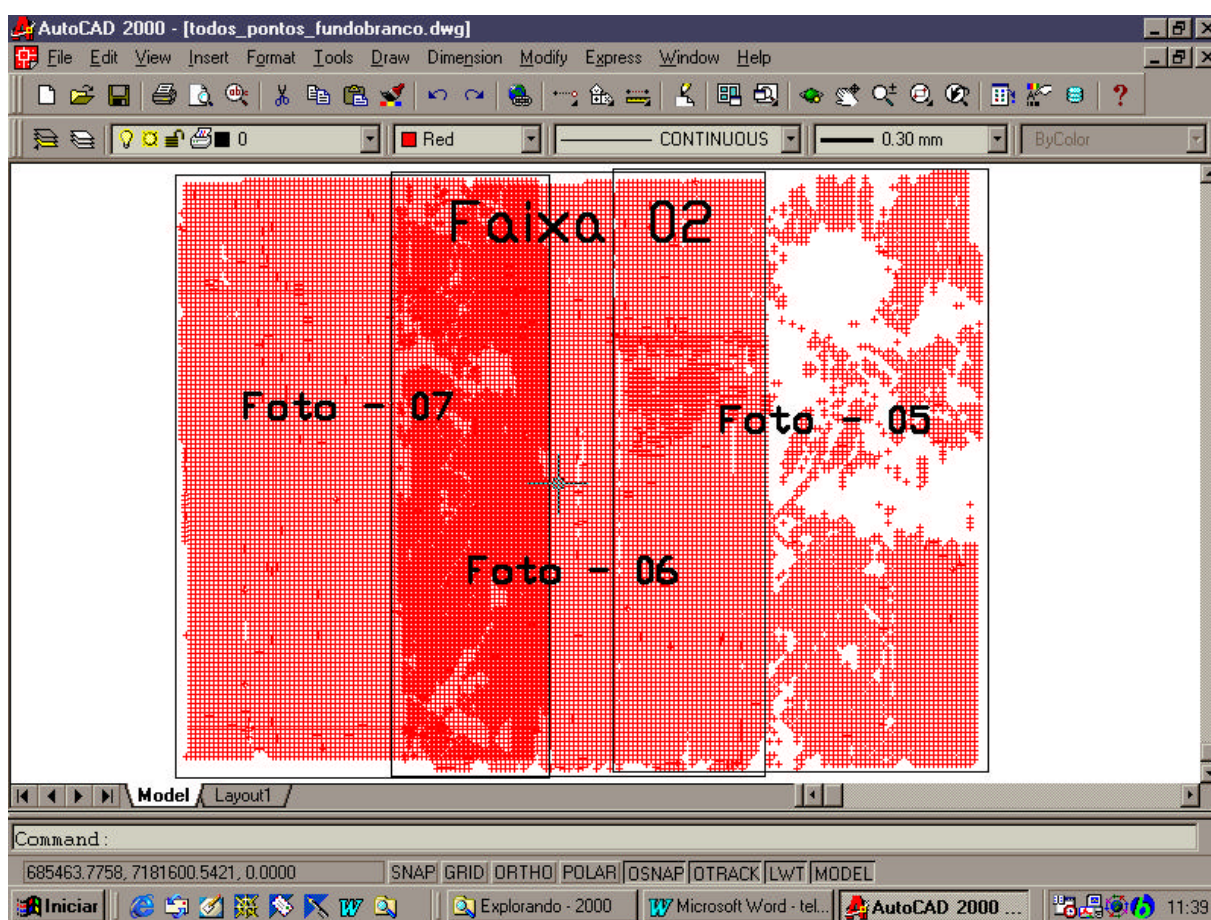 AutoCAD 2000 - [todos_pontos_fundobranco.dwg]
File Edit View Insert Format Tools Draw Dimension Modify Express Window Help
0 Red CONTINUOUS 0.30 mm ByColor
Faixa 02
Foto - 07
Foto - 05
Foto - 06
Model Layout1
Command:
685463.7758, 7181600.5421, 0.0000 SNAP GRID ORTHO POLAR OSNAP OTRACK LWT MODEL
Iniciar Explorando - 2000 Microsoft Word - tel... AutoCAD 2000 ... 11:39